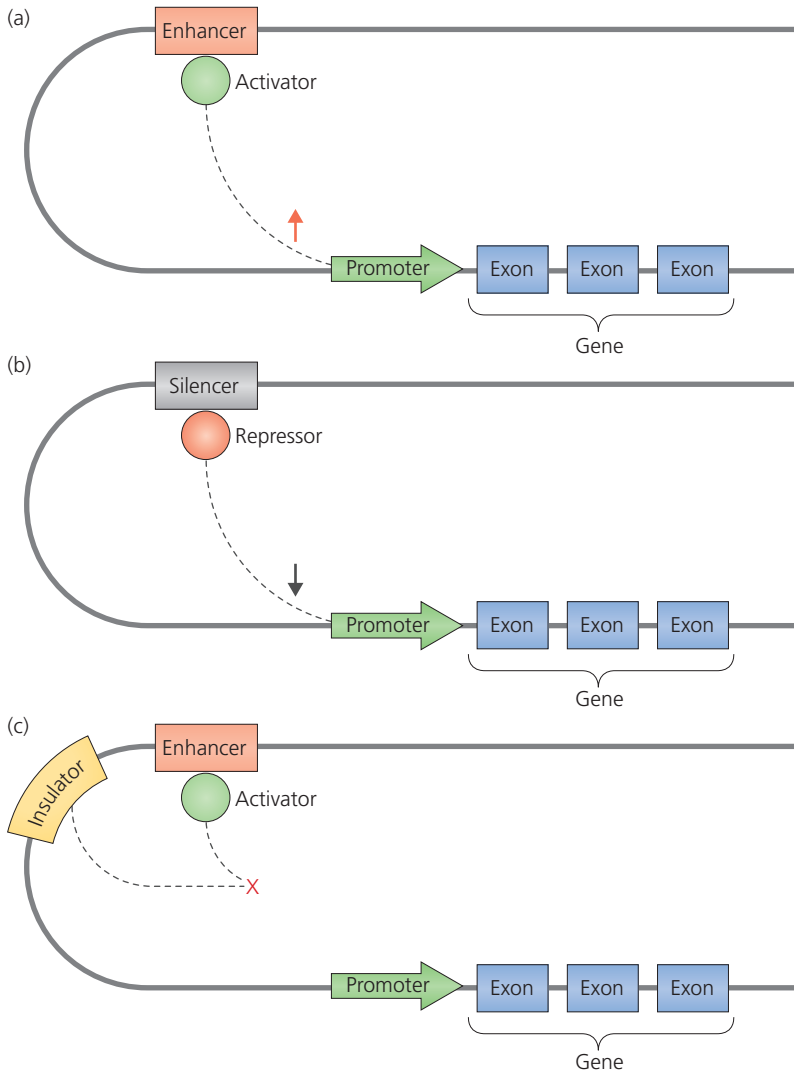 (a)
Enhancer
Activator
Promoter
Exon Exon Exon
Gene
(b)
Silencer
Repressor
Promoter
Exon Exon Exon
Gene
(c)
Enhancer
Insulator
Activator
X
Promoter
Exon Exon Exon
Gene